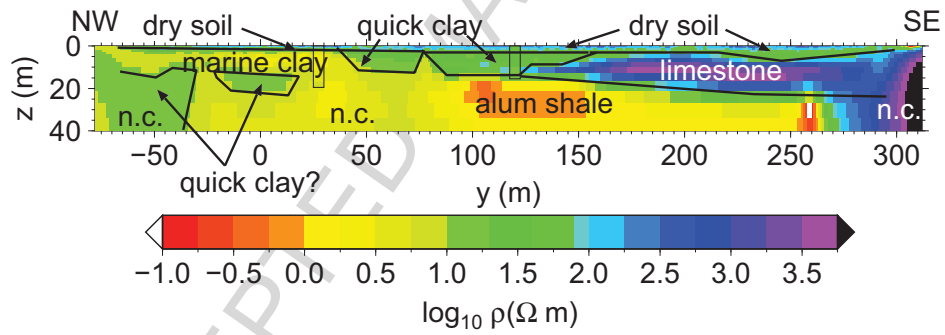 NW dry soil quick clay dry soil SE
marine clay
limestone
n.c. n.c. alum shale n.c.
z (m)
0
20
40
−50 0 50 100 150 200 250 300
quick clay?
y (m)
−1.0 −0.5 0.0 0.5 1.0 1.5 2.0 2.5 3.0 3.5
log₁₀ ρ(Ω m)